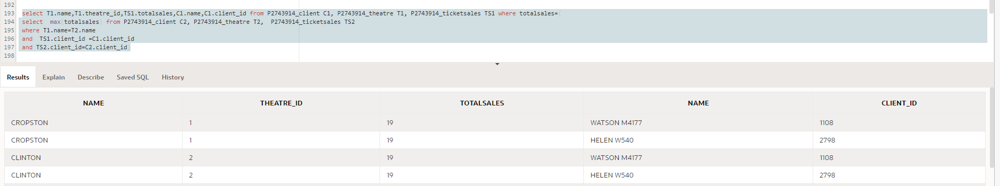 192
193 select T1.name,T1.theatre_id,TS1.totalsales,C1.name,C1.client_id from P2743914_client C1, P2743914_theatre T1, P2743914_ticketsales TS1 where totalsales=(
194 select  max(totalsales) from P2743914_client C2, P2743914_theatre T2,  P2743914_ticketsales TS2
195 where T1.name=T2.name
196 and  TS1.client_id =C1.client_id
197 and TS2.client_id=C2.client_id)
198
Results Explain Describe Saved SQL History
NAME THEATRE_ID TOTALSALES NAME CLIENT_ID
CROPSTON 1 19 WATSON M4177 1108
CROPSTON 1 19 HELEN W540 2798
CLINTON 2 19 WATSON M4177 1108
CLINTON 2 19 HELEN W540 2798